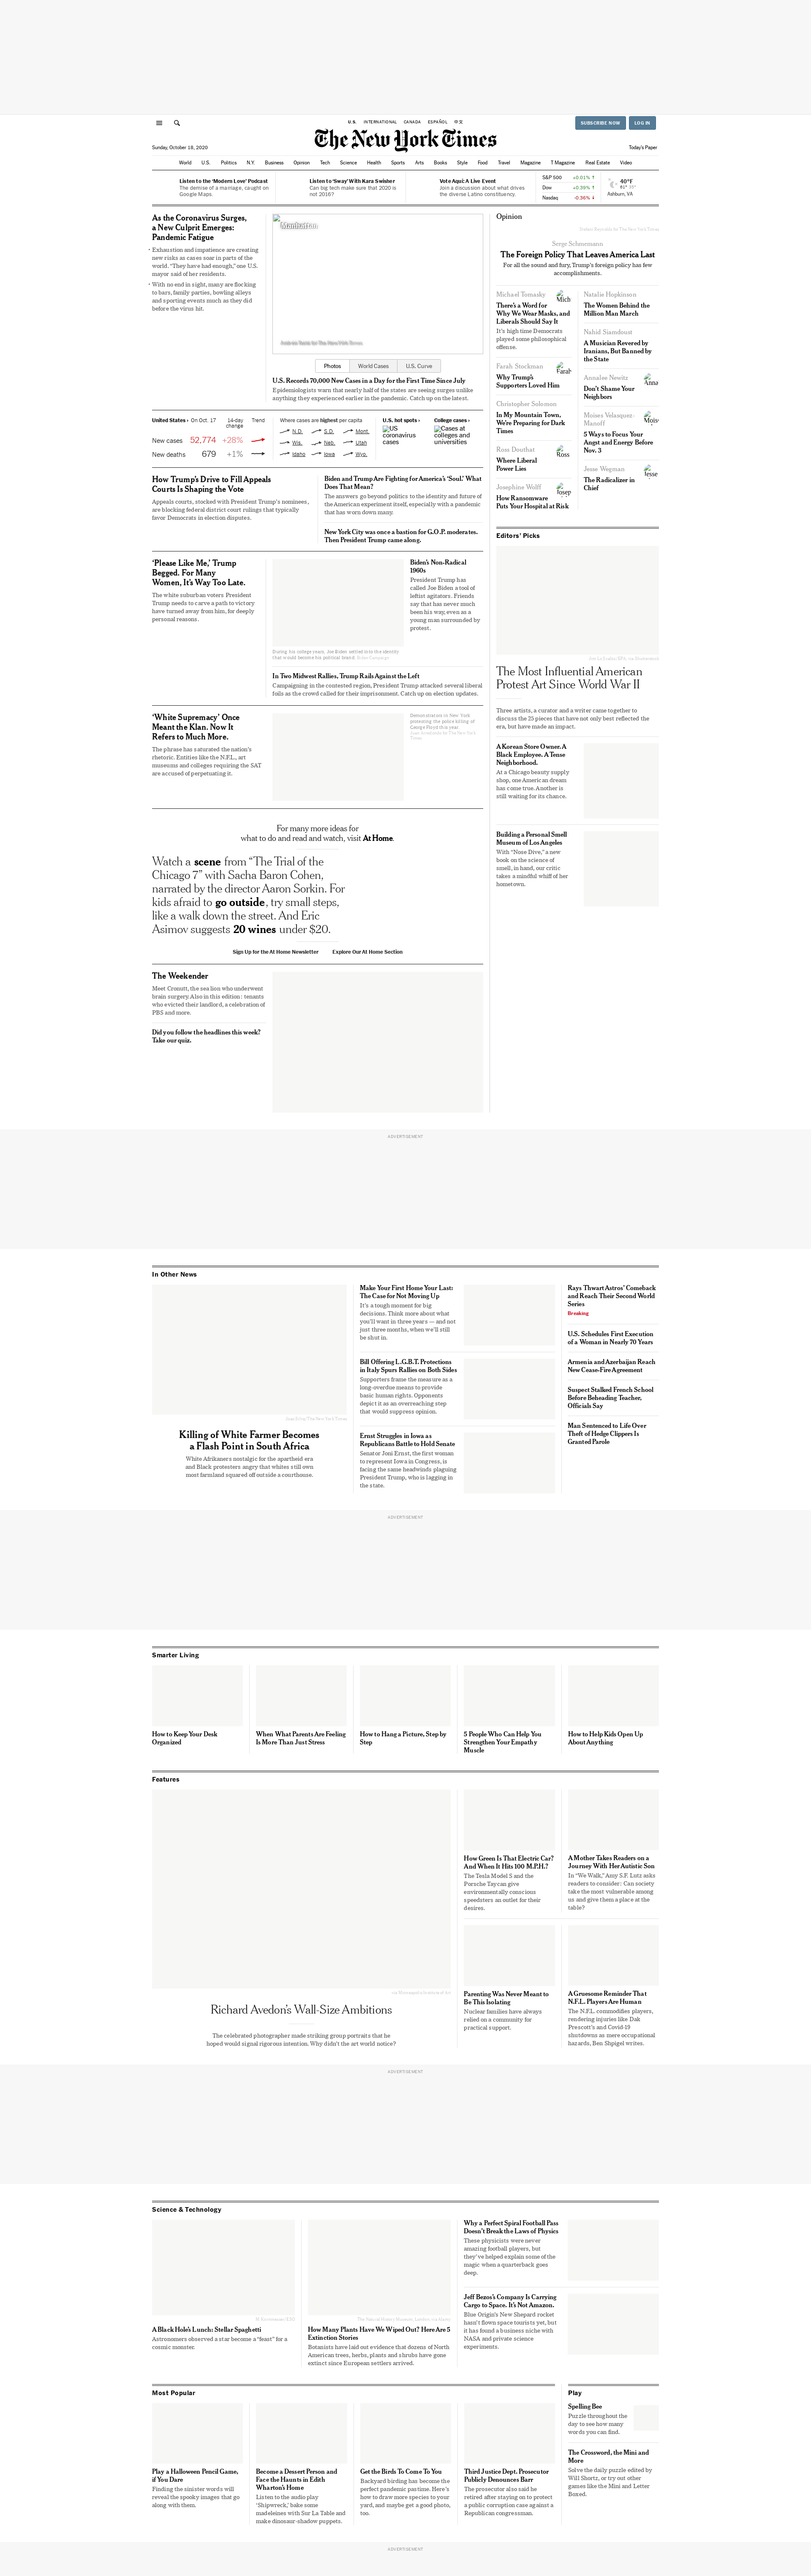 U.S.
INTERNATIONAL
CANADA
ESPAÑOL
中文
SUBSCRIBE NOW
LOG IN
The New York Times
Sunday, October 18, 2020
Today's Paper
World
U.S.
Politics
N.Y.
Business
Opinion
Tech
Science
Health
Sports
Arts
Books
Style
Food
Travel
Magazine
T Magazine
Real Estate
Video
Listen to the 'Modern Love' Podcast
The demise of a marriage, caught on
Google Maps.
Listen to 'Sway' With Kara Swisher
Can big tech make sure that 2020 is
not 2016?
Vote Aquí: A Live Event
Join a discussion about what drives
the diverse Latino constituency.
S&P 500 +0.01% ↑
Dow +0.39% ↑
Nasdaq -0.36% ↓
40°F
Ashburn, VA
As the Coronavirus Surges,
a New Culprit Emerges:
Pandemic Fatigue
• Exhaustion and impatience are creating
new risks as cases soar in parts of the
world. “They have had enough,” one U.S.
mayor said of her residents.
• With no end in sight, many are flocking
to bars, family parties, bowling alleys
and sporting events much as they did
before the virus hit.
Manhattan
Photos
World Cases
U.S. Curve
U.S. Records 70,000 New Cases in a Day for the First Time Since July
Epidemiologists warn that nearly half of the states are seeing surges unlike
anything they experienced earlier in the pandemic. Catch up on the latest.
United States › On Oct. 17
14-day
change
Trend
New cases 52,774 +28%
New deaths 679 +1%
Where cases are highest per capita
N.D.
S.D.
Mont.
Wis.
Neb.
Utah
Idaho
Iowa
Wyo.
U.S. hot spots ›
US
coronavirus
cases
College cases ›
Cases at
colleges and
universities
How Trump’s Drive to Fill Appeals
Courts Is Shaping the Vote
Appeals courts, stocked with President Trump’s nominees,
are blocking federal district court rulings that typically
favor Democrats in election disputes.
Biden and Trump Are Fighting for America’s ‘Soul.’ What
Does That Mean?
The answers go beyond politics to the identity and future of
the American experiment itself, especially with a pandemic
that has worn down many.
New York City was once a bastion for G.O.P. moderates.
Then President Trump came along.
‘Please Like Me,’ Trump
Begged. For Many
Women, It’s Way Too Late.
The white suburban voters President
Trump needs to carve a path to victory
have turned away from him, for deeply
personal reasons.
During his college years, Joe Biden settled into the identity
that would become his political brand. Biden Campaign
Biden’s Non-Radical
1960s
President Trump has
called Joe Biden a tool of
leftist agitators. Friends
say that has never much
been his way, even as a
young man surrounded by
protest.
In Two Midwest Rallies, Trump Rails Against the Left
Campaigning in the contested region, President Trump attacked several liberal
foils as the crowd called for their imprisonment. Catch up on election updates.
‘White Supremacy’ Once
Meant the Klan. Now It
Refers to Much More.
The phrase has saturated the nation’s
rhetoric. Entities like the N.F.L., art
museums and colleges requiring the SAT
are accused of perpetuating it.
Demonstrators in New York
protesting the police killing of
George Floyd this year.
For many more ideas for
what to do and read and watch, visit At Home.
Watch a scene from “The Trial of the
Chicago 7” with Sacha Baron Cohen,
narrated by the director Aaron Sorkin. For
kids afraid to go outside, try small steps,
like a walk down the street. And Eric
Asimov suggests 20 wines under $20.
Sign Up for the At Home Newsletter
Explore Our At Home Section
The Weekender
Meet Cronutt, the sea lion who underwent
brain surgery. Also in this edition: tenants
who evicted their landlord, a celebration of
PBS and more.
Did you follow the headlines this week?
Take our quiz.
Opinion
Serge Schmemann
The Foreign Policy That Leaves America Last
For all the sound and fury, Trump’s foreign policy has few
accomplishments.
Michael Tomasky
There’s a Word for
Why We Wear Masks, and
Liberals Should Say It
It’s high time Democrats
played some philosophical
offense.
Farah Stockman
Why Trump’s
Supporters Loved Him
Christopher Solomon
In My Mountain Town,
We’re Preparing for Dark
Times
Ross Douthat
Where Liberal
Power Lies
Josephine Wolff
How Ransomware
Puts Your Hospital at Risk
Natalie Hopkinson
The Women Behind the
Million Man March
Nahid Siamdoust
A Musician Revered by
Iranians, But Banned by
the State
Annalee Newitz
Don’t Shame Your
Neighbors
Moises Velasquez-
Manoff
5 Ways to Focus Your
Angst and Energy Before
Nov. 3
Jesse Wegman
The Radicalizer in
Chief
Editors’ Picks
The Most Influential American
Protest Art Since World War II
Three artists, a curator and a writer came together to
discuss the 25 pieces that have not only best reflected the
era, but have made an impact.
A Korean Store Owner. A
Black Employee. A Tense
Neighborhood.
At a Chicago beauty supply
shop, one American dream
has come true. Another is
still waiting for its chance.
Building a Personal Smell
Museum of Los Angeles
With “Nose Dive,” a new
book on the science of
smell, in hand, our critic
takes a mindful whiff of her
hometown.
ADVERTISEMENT
In Other News
Killing of White Farmer Becomes
a Flash Point in South Africa
White Afrikaners nostalgic for the apartheid era
and Black protesters angry that whites still own
most farmland squared off outside a courthouse.
Make Your First Home Your Last:
The Case for Not Moving Up
It’s a tough moment for big
decisions. Think more about what
you’ll want in three years — and not
just three months, when we’ll still
be shut in.
Bill Offering L.G.B.T. Protections
in Italy Spurs Rallies on Both Sides
Supporters frame the measure as a
long-overdue means to provide
basic human rights. Opponents
depict it as an overreaching step
that would suppress opinion.
Ernst Struggles in Iowa as
Republicans Battle to Hold Senate
Senator Joni Ernst, the first woman
to represent Iowa in Congress, is
facing the same headwinds plaguing
President Trump, who is lagging in
the state.
Rays Thwart Astros’ Comeback
and Reach Their Second World
Series
Breaking
U.S. Schedules First Execution
of a Woman in Nearly 70 Years
Armenia and Azerbaijan Reach
New Cease-Fire Agreement
Suspect Stalked French School
Before Beheading Teacher,
Officials Say
Man Sentenced to Life Over
Theft of Hedge Clippers Is
Granted Parole
ADVERTISEMENT
Smarter Living
How to Keep Your Desk
Organized
When What Parents Are Feeling
Is More Than Just Stress
How to Hang a Picture, Step by
Step
5 People Who Can Help You
Strengthen Your Empathy
Muscle
How to Help Kids Open Up
About Anything
Features
Richard Avedon’s Wall-Size Ambitions
The celebrated photographer made striking group portraits that he
hoped would signal rigorous intention. Why didn’t the art world notice?
How Green Is That Electric Car?
And When It Hits 100 M.P.H.?
The Tesla Model S and the
Porsche Taycan give
environmentally conscious
speedsters an outlet for their
desires.
A Mother Takes Readers on a
Journey With Her Autistic Son
In “We Walk,” Amy S.F. Lutz asks
readers to consider: Can society
take the most vulnerable among
us and give them a place at the
table?
Parenting Was Never Meant to
Be This Isolating
Nuclear families have always
relied on a community for
practical support.
A Gruesome Reminder That
N.F.L. Players Are Human
The N.F.L. commodifies players,
rendering injuries like Dak
Prescott’s and Covid-19
shutdowns as mere occupational
hazards, Ben Shpigel writes.
ADVERTISEMENT
Science & Technology
A Black Hole’s Lunch: Stellar Spaghetti
Astronomers observed a star become a “feast” for a
cosmic monster.
How Many Plants Have We Wiped Out? Here Are 5
Extinction Stories
Botanists have laid out evidence that dozens of North
American trees, herbs, plants and shrubs have gone
extinct since European settlers arrived.
Why a Perfect Spiral Football Pass
Doesn’t Break the Laws of Physics
These physicists were never
amazing football players, but
they’ve helped explain some of the
magic when a quarterback goes
deep.
Jeff Bezos’s Company Is Carrying
Cargo to Space. It’s Not Amazon.
Blue Origin’s New Shepard rocket
hasn’t flown space tourists yet, but
it has found a business niche with
NASA and private science
experiments.
Most Popular
Play a Halloween Pencil Game,
if You Dare
Finding the sinister words will
reveal the spooky images that go
along with them.
Become a Dessert Person and
Face the Haunts in Edith
Wharton’s Home
Listen to the audio play
‘Shipwreck,’ bake some
madeleines with Sur La Table and
make dinosaur-shadow puppets.
Get the Birds To Come To You
Backyard birding has become the
perfect pandemic pastime. Here’s
how to draw more species to your
yard, and maybe get a good photo,
too.
Third Justice Dept. Prosecutor
Publicly Denounces Barr
The prosecutor also said he
retired after staying on to protect
a public corruption case against a
Republican congressman.
Play
Spelling Bee
Puzzle throughout the
day to see how many
words you can find.
The Crossword, the Mini and
More
Solve the daily puzzle edited by
Will Shortz, or try out other
games like the Mini and Letter
Boxed.
ADVERTISEMENT